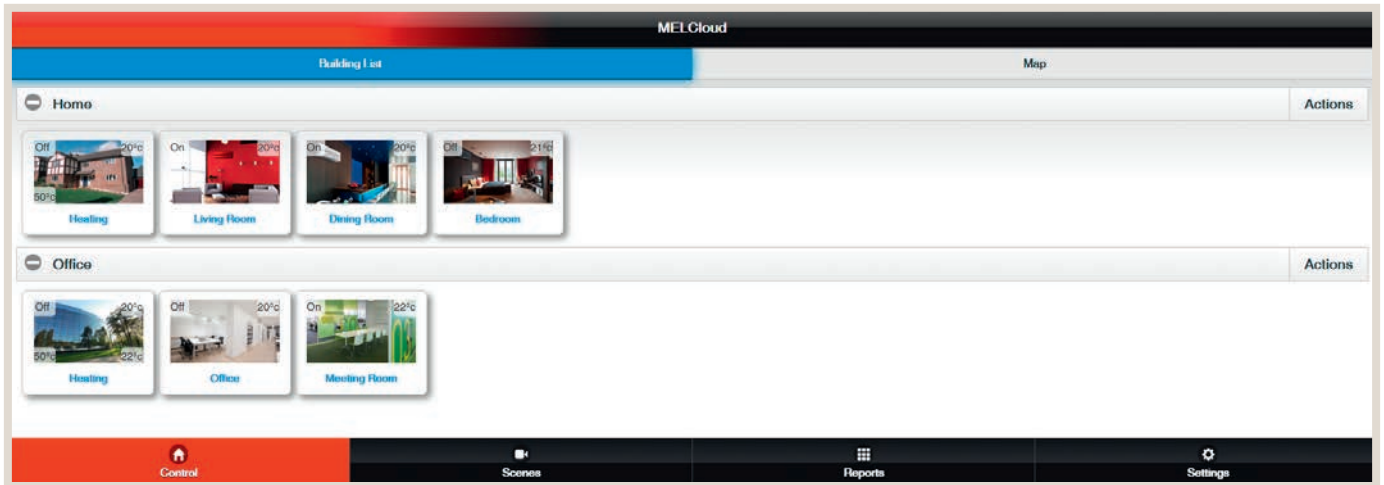 MELCloud
Building List Map
Home Actions
Off 20°c On 20°c On 20°c Off 21°c
50°c
Heating Living Room Dining Room Bedroom
Office Actions
Off 20°c Off 20°c On 22°c
50°c 22°c
Heating Office Meeting Room
Control Scenes Reports Settings